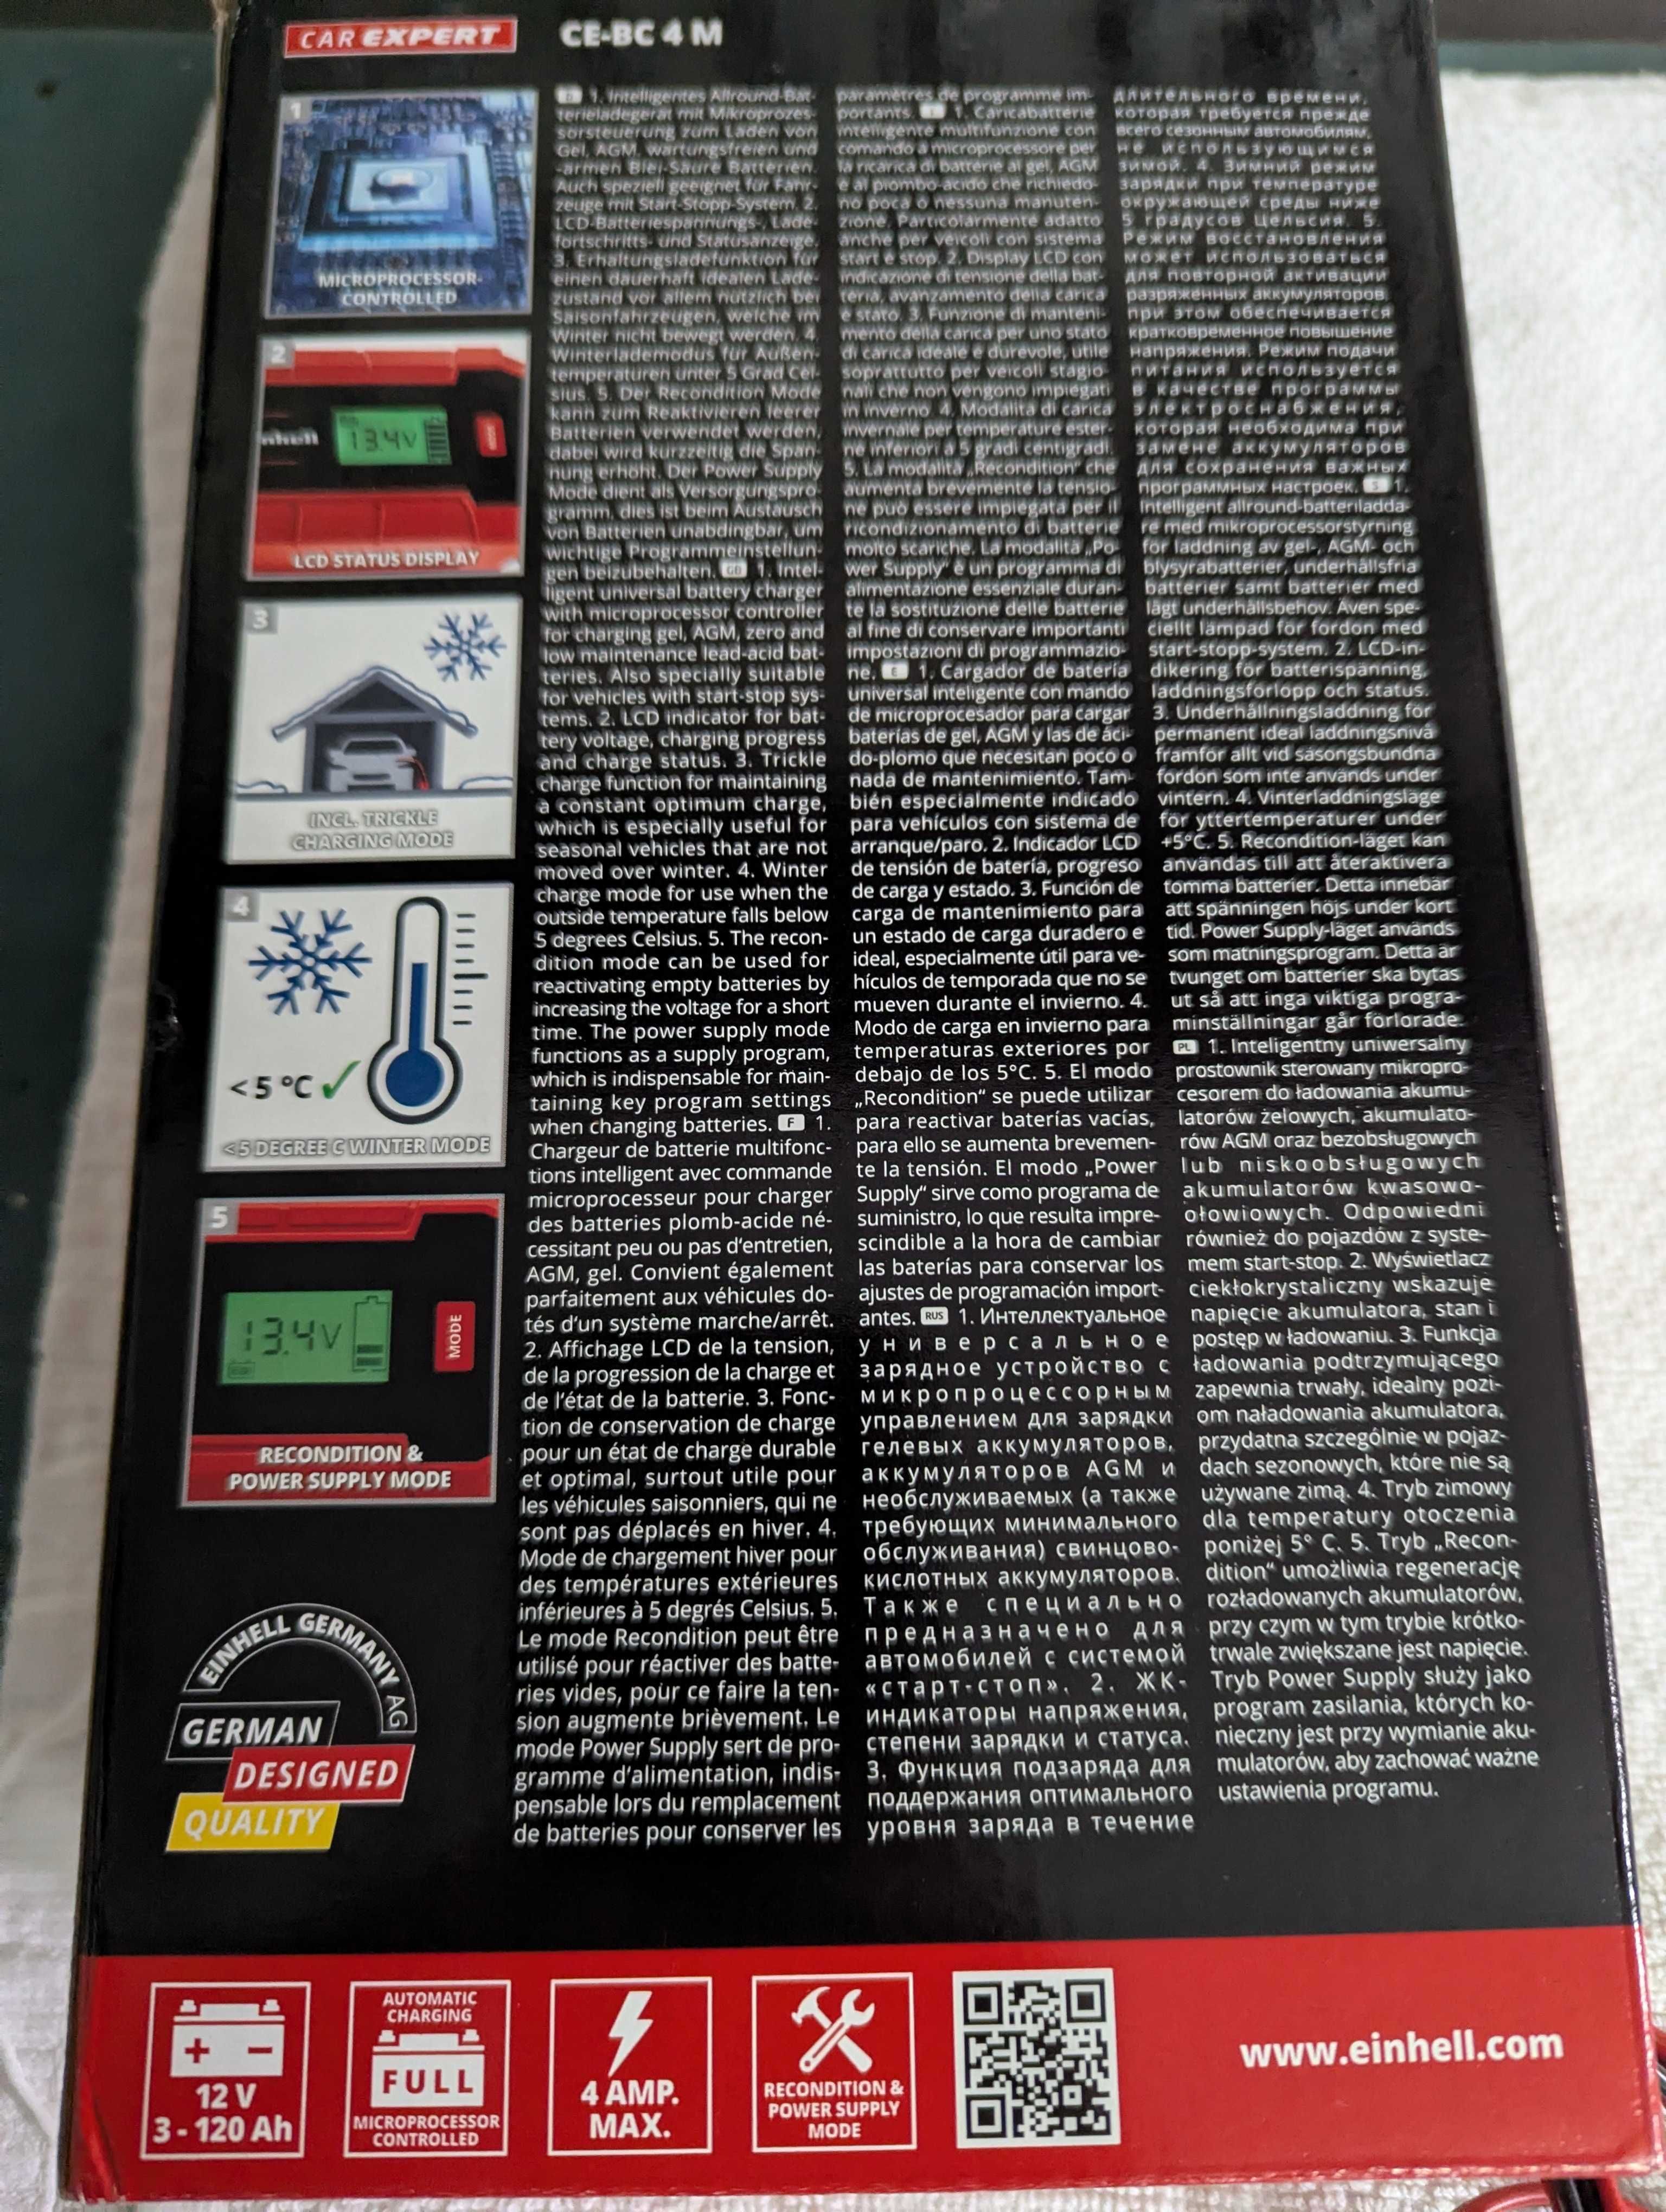 CAR EXPERT
CE-BC 4 M
1
MICROPROCESSOR-
CONTROLLED
2
13.4V
LCD STATUS DISPLAY
3
INCL. TRICKLE
CHARGING MODE
4
< 5 °C
< 5 DEGREE C WINTER MODE
5
13.4V
MODE
RECONDITION &
POWER SUPPLY MODE
EINHELL GERMANY AG
GERMAN
DESIGNED
QUALITY
D 1. Intelligentes Allround-Bat-
terieladegerät mit Mikroprozes-
sorsteuerung zum Laden von
Gel, AGM, wartungsfreien und
-armen Blei-Säure Batterien.
Auch speziell geeignet für Fahr-
zeuge mit Start-Stopp-System. 2.
LCD-Batteriespannungs-, Lade-
fortschritts- und Statusanzeige.
3. Erhaltungsladefunktion für
einen dauerhaft idealen Lade-
zustand vor allem nützlich bei
Saisonfahrzeugen, welche im
Winter nicht bewegt werden. 4.
Winterlademodus für Außen-
temperaturen unter 5 Grad Cel-
sius. 5. Der Recondition Mode
kann zum Reaktivieren leerer
Batterien verwendet werden,
dabei wird kurzzeitig die Span-
nung erhöht. Der Power Supply
Mode dient als Versorgungspro-
gramm, dies ist beim Austausch
von Batterien unabdingbar, um
wichtige Programmeinstellun-
gen beizubehalten. GB 1. Intel-
ligent universal battery charger
with microprocessor controller
for charging gel, AGM, zero and
low maintenance lead-acid bat-
teries. Also specially suitable
for vehicles with start-stop sys-
tems. 2. LCD indicator for bat-
tery voltage, charging progress
and charge status. 3. Trickle
charge function for maintaining
a constant optimum charge,
which is especially useful for
seasonal vehicles that are not
moved over winter. 4. Winter
charge mode for use when the
outside temperature falls below
5 degrees Celsius. 5. The recon-
dition mode can be used for
reactivating empty batteries by
increasing the voltage for a short
time. The power supply mode
functions as a supply program,
which is indispensable for main-
taining key program settings
when changing batteries. F 1.
Chargeur de batterie multifonc-
tions intelligent avec commande
microprocesseur pour charger
des batteries plomb-acide né-
cessitant peu ou pas d‘entretien,
AGM, gel. Convient également
parfaitement aux véhicules do-
tés d‘un système marche/arrêt.
2. Affichage LCD de la tension,
de la progression de la charge et
de l‘état de la batterie. 3. Fonc-
tion de conservation de charge
pour un état de charge durable
et optimal, surtout utile pour
les véhicules saisonniers, qui ne
sont pas déplacés en hiver. 4.
Mode de chargement hiver pour
des températures extérieures
inférieures à 5 degrés Celsius. 5.
Le mode Recondition peut être
utilisé pour réactiver des batte-
ries vides, pour ce faire la ten-
sion augmente brièvement. Le
mode Power Supply sert de pro-
gramme d‘alimentation, indis-
pensable lors du remplacement
de batteries pour conserver les
paramètres de programme im-
portants. I 1. Caricabatterie
intelligente multifunzione con
comando a microprocessore per
la ricarica di batterie al gel, AGM
e al piombo-acido che richiedo-
no poca o nessuna manuten-
zione. Particolarmente adatto
anche per veicoli con sistema
start e stop. 2. Display LCD con
indicazione di tensione della bat-
teria, avanzamento della carica
e stato. 3. Funzione di manteni-
mento della carica per uno stato
di carica ideale e durevole, utile
soprattutto per veicoli stagio-
nali che non vengono impiegati
in inverno. 4. Modalità di carica
invernale per temperature ester-
ne inferiori a 5 gradi centigradi.
5. La modalità „Recondition“ che
aumenta brevemente la tensio-
ne può essere impiegata per il
ricondizionamento di batterie
molto scariche. La modalità „Po-
wer Supply“ è un programma di
alimentazione essenziale duran-
te la sostituzione delle batterie
al fine di conservare importanti
impostazioni di programmazio-
ne. E 1. Cargador de batería
universal inteligente con mando
de microprocesador para cargar
baterías de gel, AGM y las de áci-
do-plomo que necesitan poco o
nada de mantenimiento. Tam-
bién especialmente indicado
para vehículos con sistema de
arranque/paro. 2. Indicador LCD
de tensión de batería, progreso
de carga y estado. 3. Función de
carga de mantenimiento para
un estado de carga duradero e
ideal, especialmente útil para ve-
hículos de temporada que no se
mueven durante el invierno. 4.
Modo de carga en invierno para
temperaturas exteriores por
debajo de los 5°C. 5. El modo
„Recondition“ se puede utilizar
para reactivar baterías vacías,
para ello se aumenta brevemen-
te la tensión. El modo „Power
Supply“ sirve como programa de
suministro, lo que resulta impre-
scindible a la hora de cambiar
las baterías para conservar los
ajustes de programación import-
antes. RUS 1. Интеллектуальное
универсальное
зарядное устройство с
микропроцессорным
управлением для зарядки
гелевых аккумуляторов,
аккумуляторов AGM и
необслуживаемых (а также
требующих минимального
обслуживания) свинцово-
кислотных аккумуляторов.
Также специально
предназначено для
автомобилей с системой
«старт-стоп». 2. ЖК-
индикаторы напряжения,
степени зарядки и статуса.
3. Функция подзаряда для
поддержания оптимального
уровня заряда в течение
длительного времени,
которая требуется прежде
всего сезонным автомобилям,
не использующимся
зимой. 4. Зимний режим
зарядки при температуре
окружающей среды ниже
5 градусов Цельсия. 5.
Режим восстановления
может использоваться
для повторной активации
разряженных аккумуляторов,
при этом обеспечивается
кратковременное повышение
напряжения. Режим подачи
питания используется
в качестве программы
электроснабжения,
которая необходима при
замене аккумуляторов
для сохранения важных
программных настроек. S 1.
Intelligent allround-batteriladda-
re med mikroprocessorstyrning
för laddning av gel-, AGM- och
blysyrabatterier, underhållsfria
batterier samt batterier med
lågt underhållsbehov. Även spe-
ciellt lämpad för fordon med
start-stopp-system. 2. LCD-in-
dikering för batterispänning,
laddningsförlopp och status.
3. Underhållningsladdning för
permanent ideal laddningsnivå
framför allt vid säsongsbundna
fordon som inte används under
vintern. 4. Vinterladdningsläge
för yttertemperaturer under
+5°C. 5. Recondition-läget kan
användas till att återaktivera
tomma batterier. Detta innebär
att spänningen höjs under kort
tid. Power Supply-läget används
som matningsprogram. Detta är
tvunget om batterier ska bytas
ut så att inga viktiga progra-
minställningar går förlorade.
PL 1. Inteligentny uniwersalny
prostownik sterowany mikropro-
cesorem do ładowania akumu-
latorów żelowych, akumulato-
rów AGM oraz bezobsługowych
lub niskoobsługowych
akumulatorów kwasowo-
ołowiowych. Odpowiedni
również do pojazdów z syste-
mem start-stop. 2. Wyświetlacz
ciekłokrystaliczny wskazuje
napięcie akumulatora, stan i
postęp w ładowaniu. 3. Funkcja
ładowania podtrzymującego
zapewnia trwały, idealny pozi-
om naładowania akumulatora,
przydatna szczególnie w pojaz-
dach sezonowych, które nie są
używane zimą. 4. Tryb zimowy
dla temperatury otoczenia
poniżej 5° C. 5. Tryb „Recon-
dition“ umożliwia regenerację
rozładowanych akumulatorów,
przy czym w tym trybie krótko-
trwale zwiększane jest napięcie.
Tryb Power Supply służy jako
program zasilania, których ko-
nieczny jest przy wymianie aku-
mulatorów, aby zachować ważne
ustawienia programu.
12 V
3 - 120 Ah
AUTOMATIC
CHARGING
FULL
MICROPROCESSOR
CONTROLLED
4 AMP.
MAX.
RECONDITION &
POWER SUPPLY
MODE
www.einhell.com